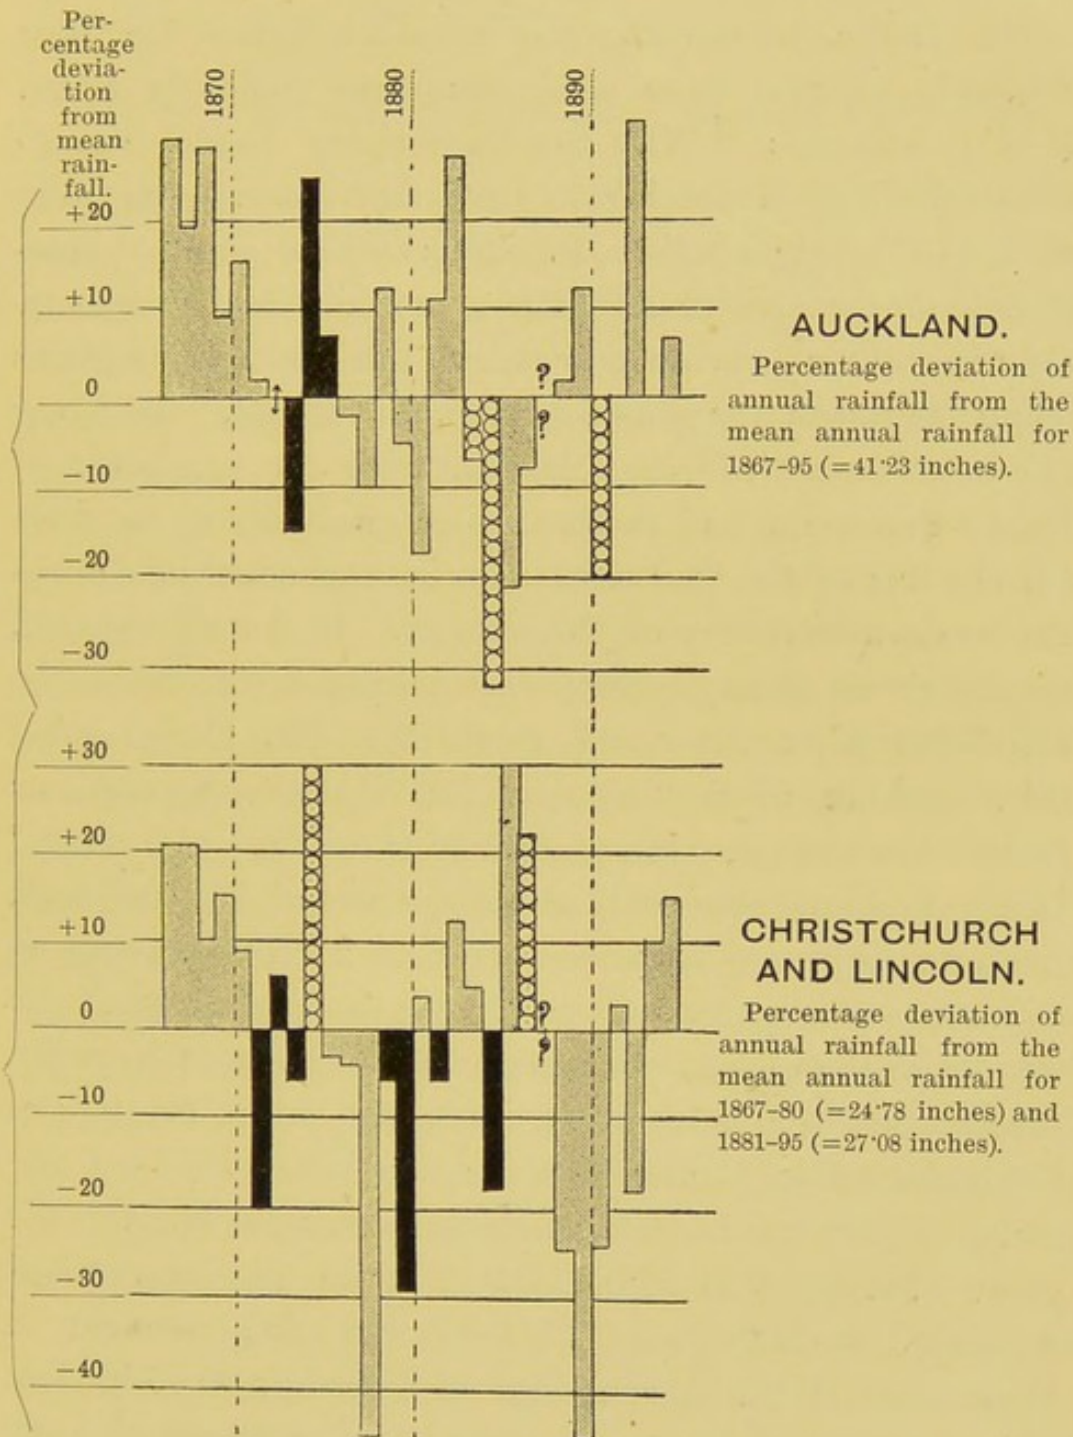 Per-
centage
devia-
tion
from
mean
rain-
fall.
1870
1880
1890
+20
+10
0
−10
−20
−30
?
?
AUCKLAND.
Percentage deviation of
annual rainfall from the
mean annual rainfall for
1867–95 (=41·23 inches).
+30
+20
+10
0
−10
−20
−30
−40
?
?
CHRISTCHURCH
AND LINCOLN.
Percentage deviation of
annual rainfall from the
mean annual rainfall for
1867–80 (=24·78 inches) and
1881–95 (=27·08 inches).